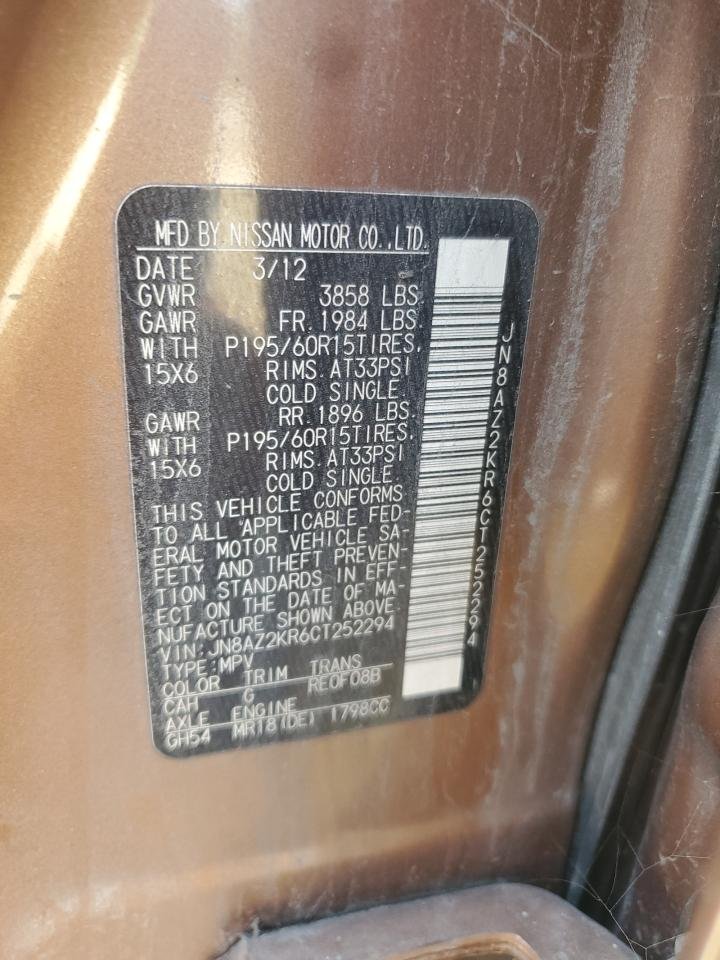 MFD BY NISSAN MOTOR CO.,LTD.
DATE 3/12
GVWR 3858 LBS.
GAWR FR. 1984 LBS.
WITH P195/60R15TIRES,
15X6 RIMS. AT33PSI
COLD SINGLE
GAWR RR. 1896 LBS.
WITH P195/60R15TIRES,
15X6 RIMS. AT33PSI
COLD SINGLE
THIS VEHICLE CONFORMS
TO ALL APPLICABLE FED-
ERAL MOTOR VEHICLE SA-
FETY AND THEFT PREVEN-
TION STANDARDS IN EFF-
ECT ON THE DATE OF MA-
NUFACTURE SHOWN ABOVE.
VIN: JN8AZ2KR6CT252294
TYPE:MPV
COLOR TRIM TRANS
CAH G RE0F08B
AXLE ENGINE
GH54 MR18(DE) 1798CC
JN8AZ2KR6CT252294